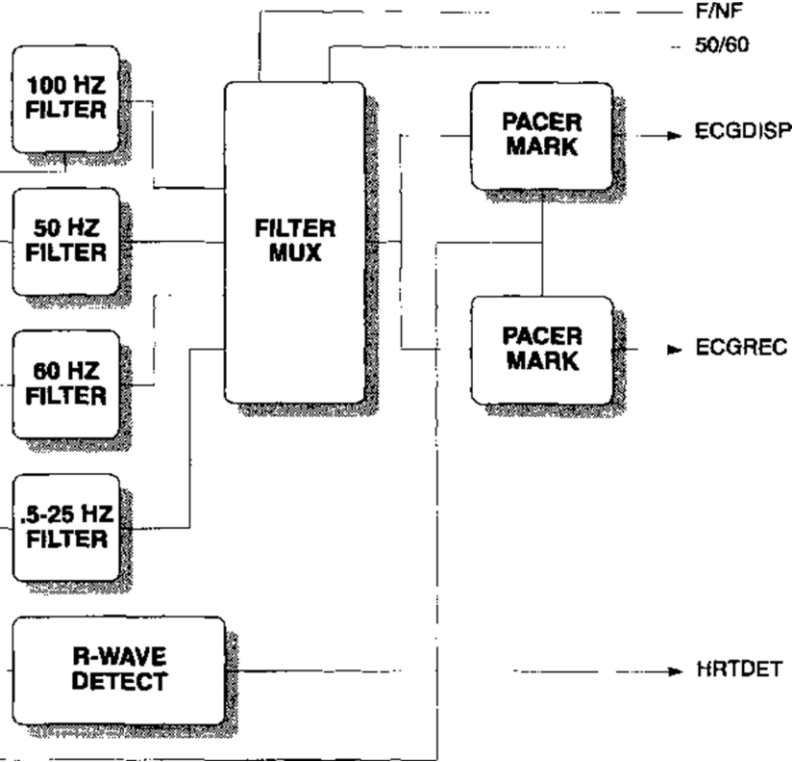 F/NF
50/60
100 HZ
FILTER
PACER
MARK
ECGDISP
50 HZ
FILTER
FILTER
MUX
60 HZ
FILTER
PACER
MARK
ECGREC
.5-25 HZ
FILTER
R-WAVE
DETECT
HRTDET